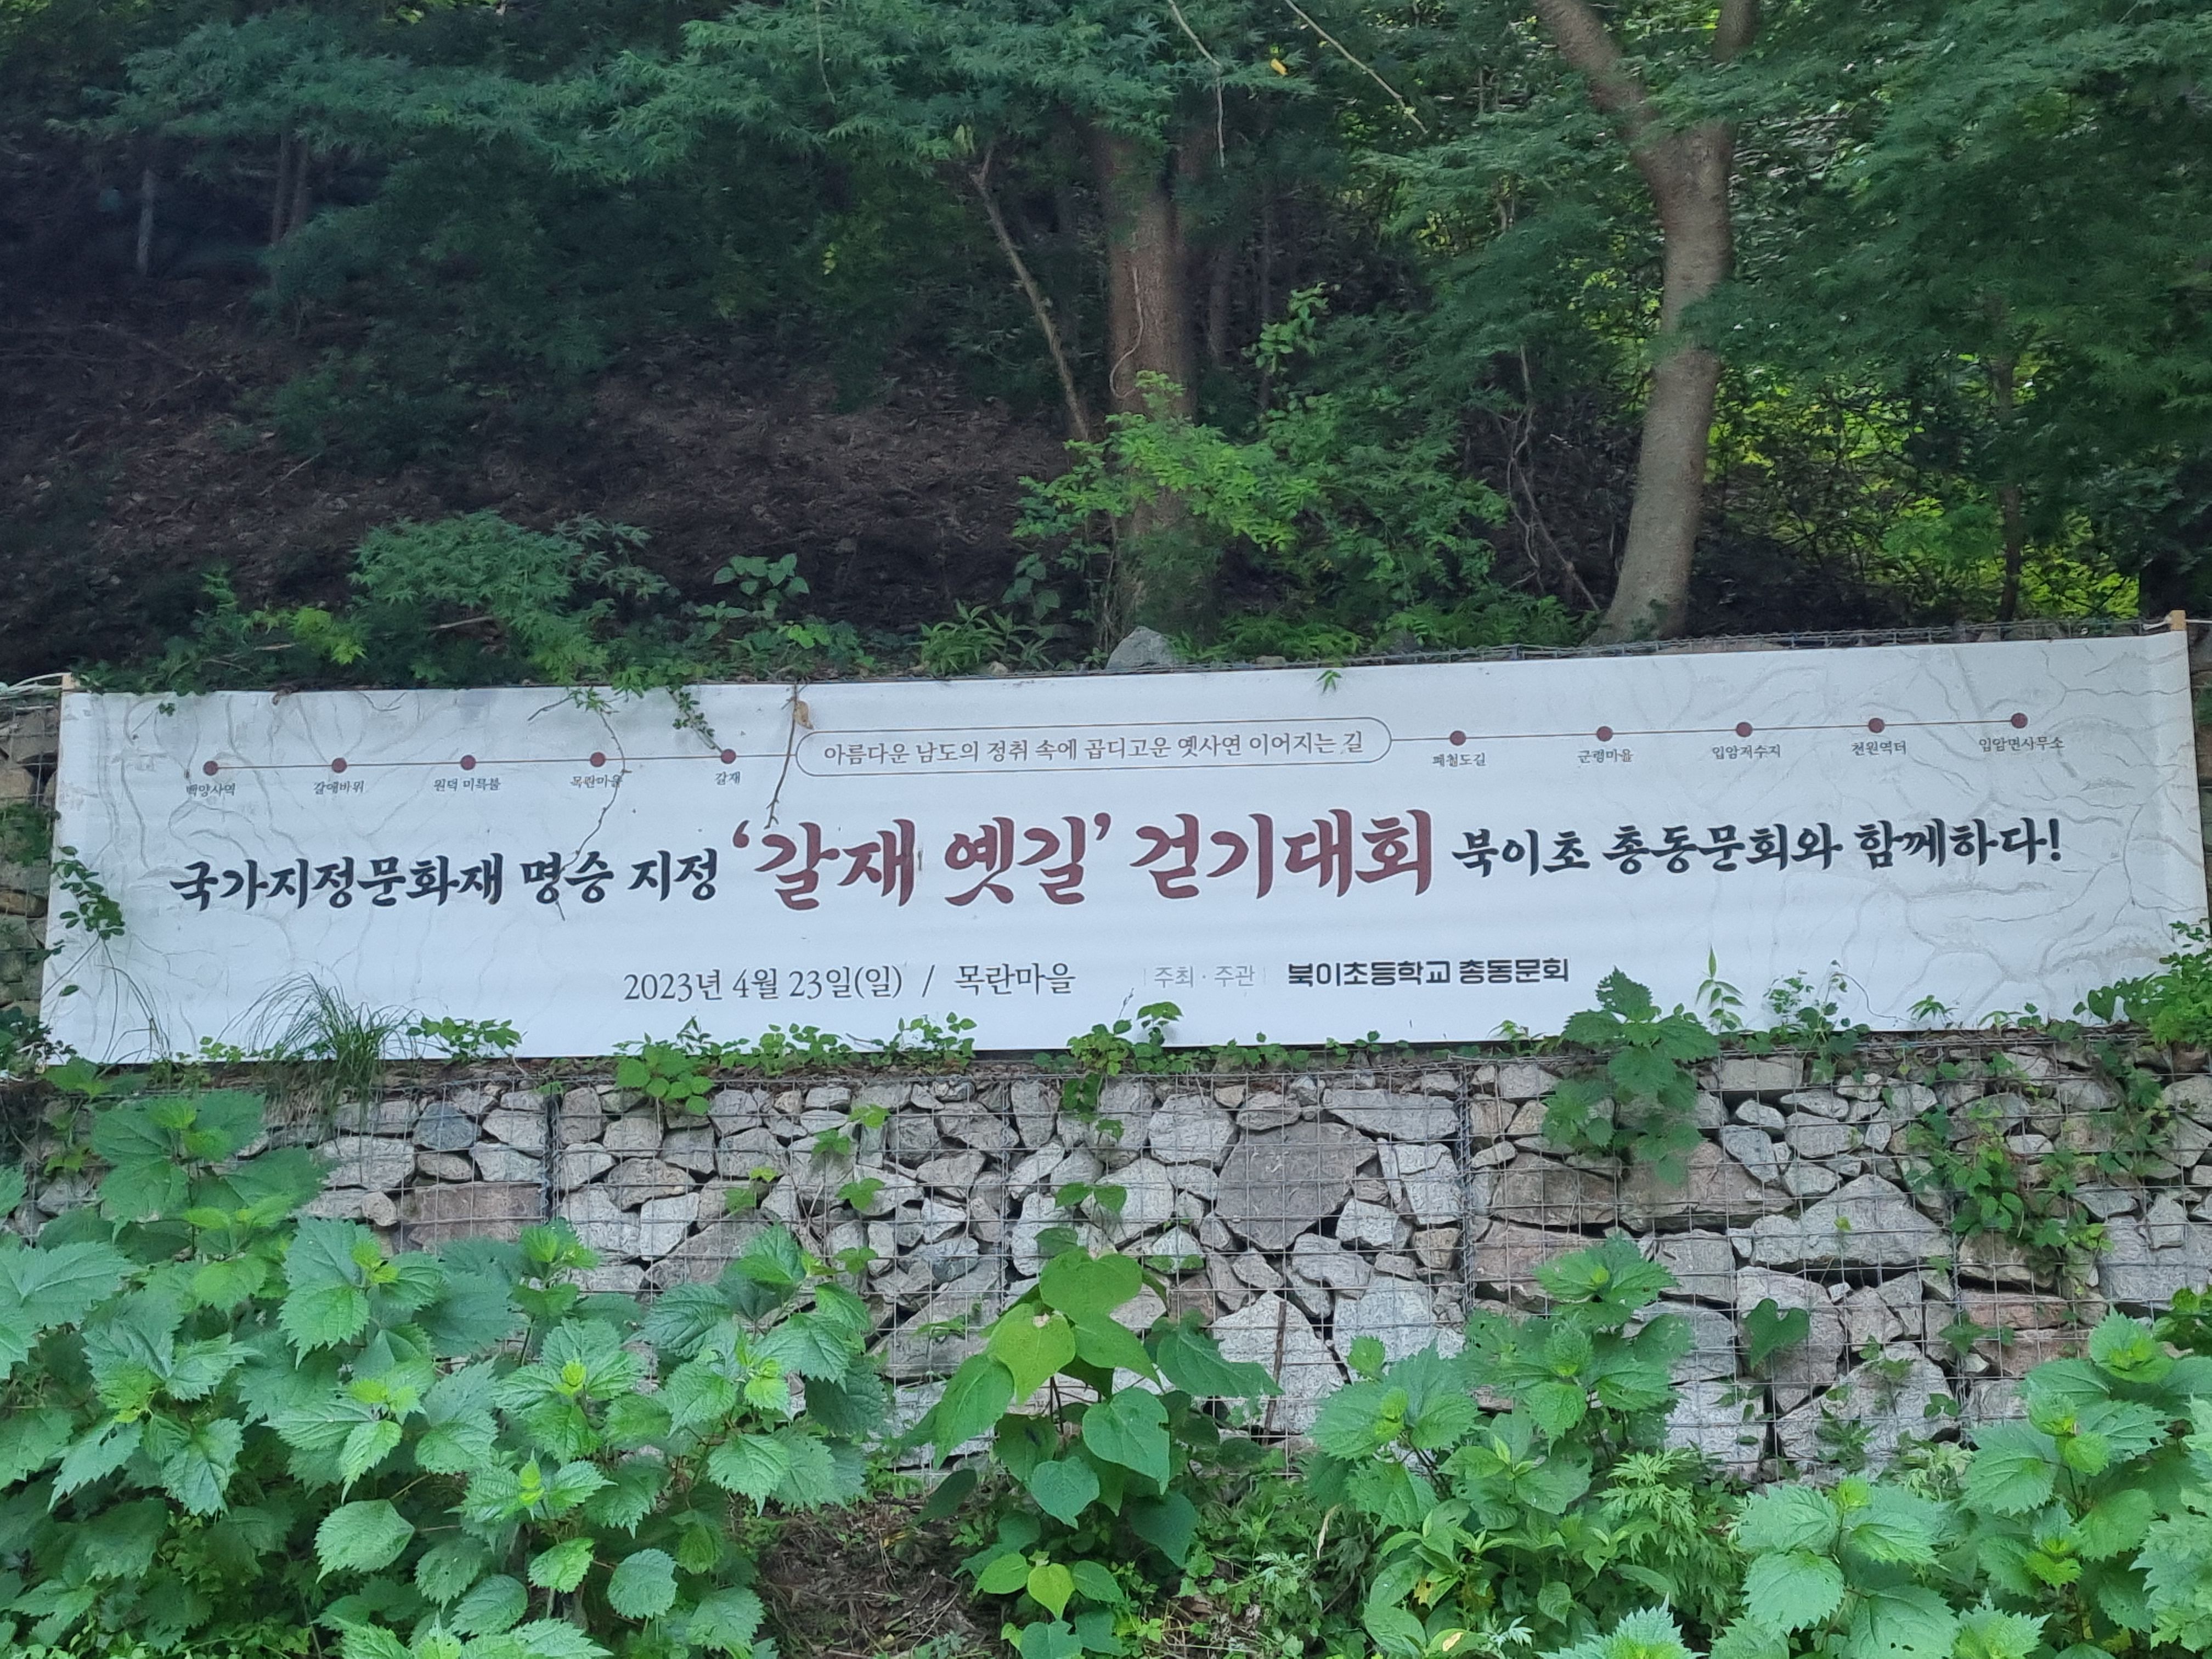 백양사역 갈애바위 원덕 미륵불 목란마을 갈재 아름다운 남도의 정취 속에 곱디고운 옛사연 이어지는 길 폐철도길 군령마을 입암저수지 천원역터 입암면사무소
국가지정문화재 명승 지정 '갈재 옛길' 걷기대회 북이초 총동문회와 함께하다!
2023년 4월 23일(일) / 목란마을 | 주최·주관 | 북이초등학교 총동문회